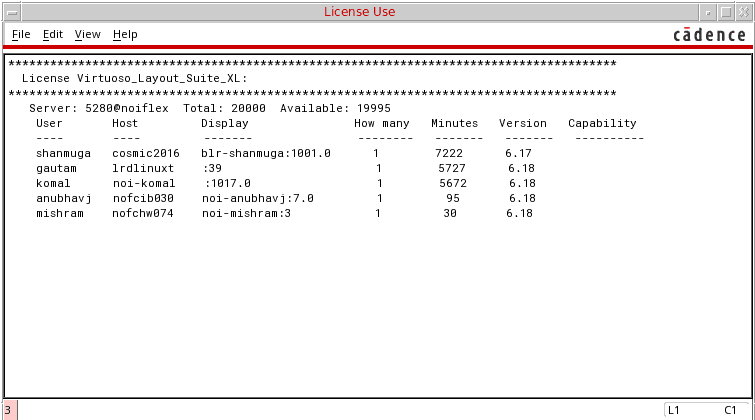 License Use
File Edit View Help
cādence
***************************************************************************************
License Virtuoso_Layout_Suite_XL:
***************************************************************************************
Server: 5280@noiflex Total: 20000 Available: 19995
User Host Display How many Minutes Version Capability
---- ---- ------- -------- ------- ------- ----------
shanmuga cosmic2016 blr-shanmuga:1001.0 1 7222 6.17
gautam lrdlinuxt :39 1 5727 6.18
komal noi-komal :1017.0 1 5672 6.18
anubhavj nofcib030 noi-anubhavj:7.0 1 95 6.18
mishram nofchw074 noi-mishram:3 1 30 6.18
3 L1 C1